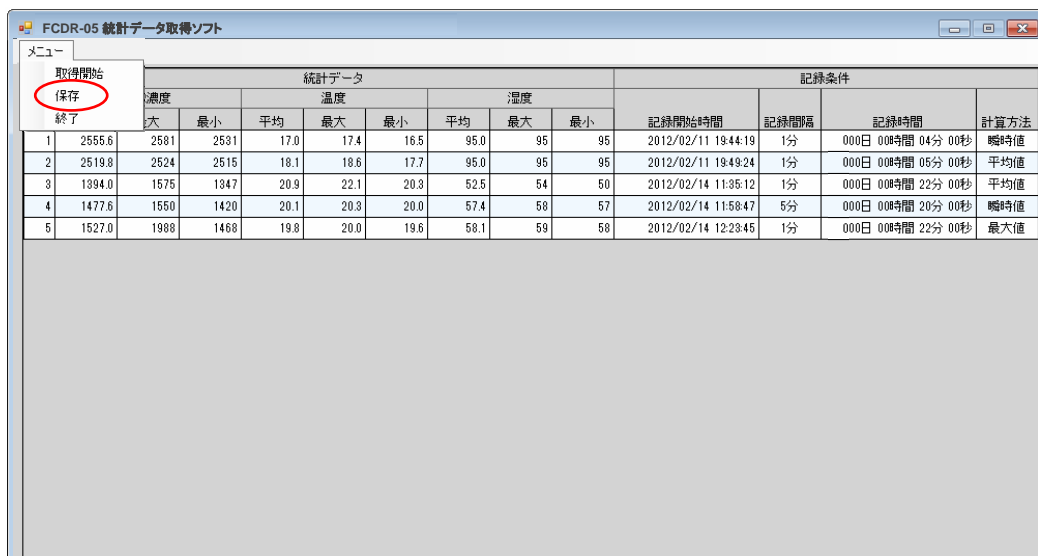 FCDR-05 統計データ取得ソフト
メニュー
取得開始
保存
終了
統計データ 記録条件
濃度 温度 湿度
最小 平均 最大 最小 平均 最大 最小 記録開始時間 記録間隔 記録時間 計算方法
1 2555.6 2581 2531 17.0 17.4 16.5 95.0 95 95 2012/02/11 19:44:19 1分 000日 00時間 04分 00秒 瞬時値
2 2519.8 2524 2515 18.1 18.6 17.7 95.0 95 95 2012/02/11 19:49:24 1分 000日 00時間 05分 00秒 平均値
3 1394.0 1575 1347 20.9 22.1 20.3 52.5 54 50 2012/02/14 11:35:12 1分 000日 00時間 22分 00秒 平均値
4 1477.6 1550 1420 20.1 20.3 20.0 57.4 58 57 2012/02/14 11:58:47 5分 000日 00時間 20分 00秒 瞬時値
5 1527.0 1988 1468 19.8 20.0 19.6 58.1 59 58 2012/02/14 12:23:45 1分 000日 00時間 22分 00秒 最大値